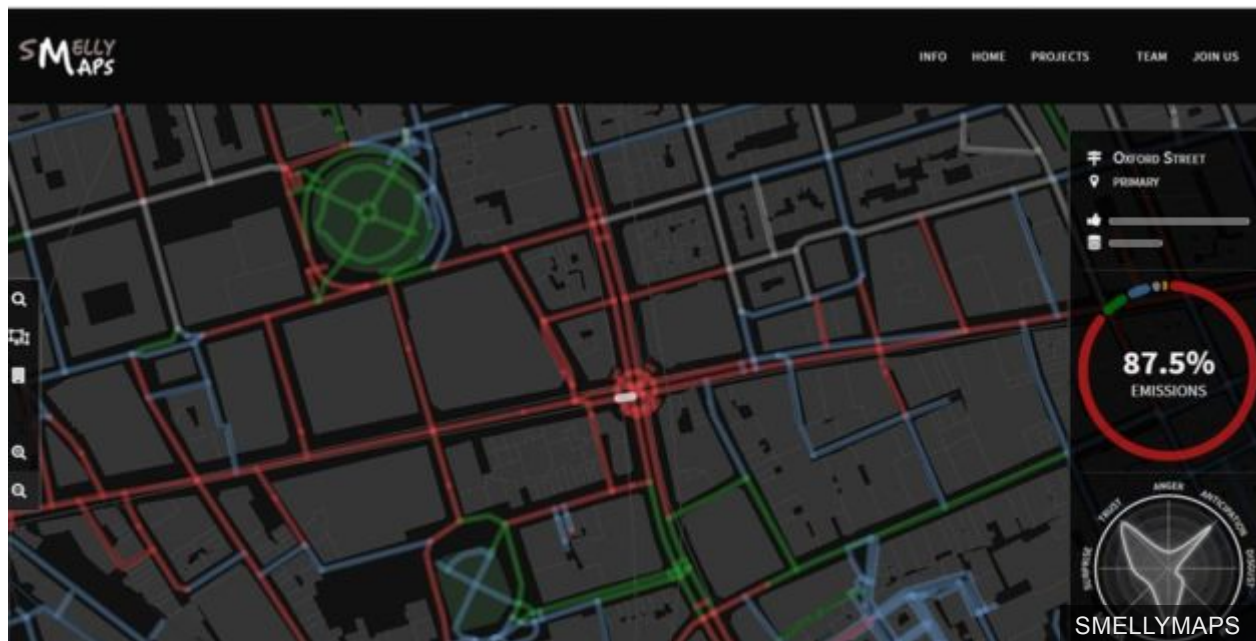 SMELLY
MAPS
INFO HOME PROJECTS TEAM JOIN US
OXFORD STREET
PRIMARY
87.5%
EMISSIONS
ANGER
ANTICIPATION
DISGUST
TRUST
SURPRISE
SMELLYMAPS